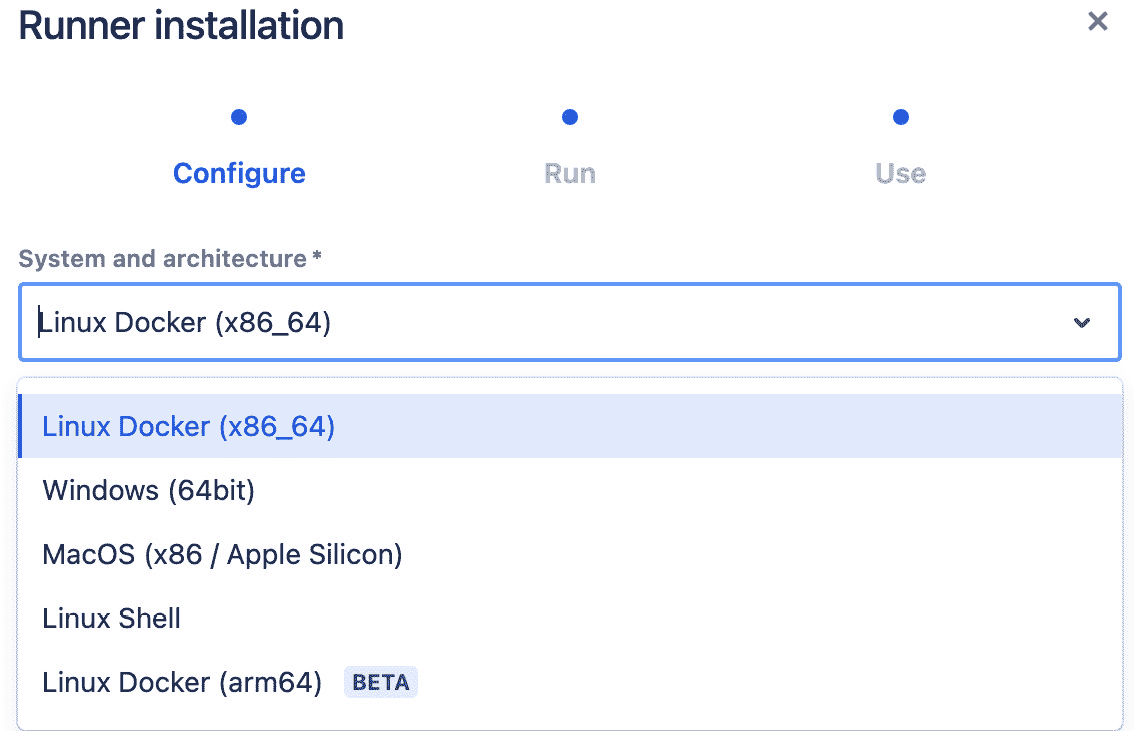 Runner installation
Configure
Run
Use
System and architecture *
Linux Docker (x86_64)
Linux Docker (x86_64)
Windows (64bit)
MacOS (x86 / Apple Silicon)
Linux Shell
Linux Docker (arm64) BETA